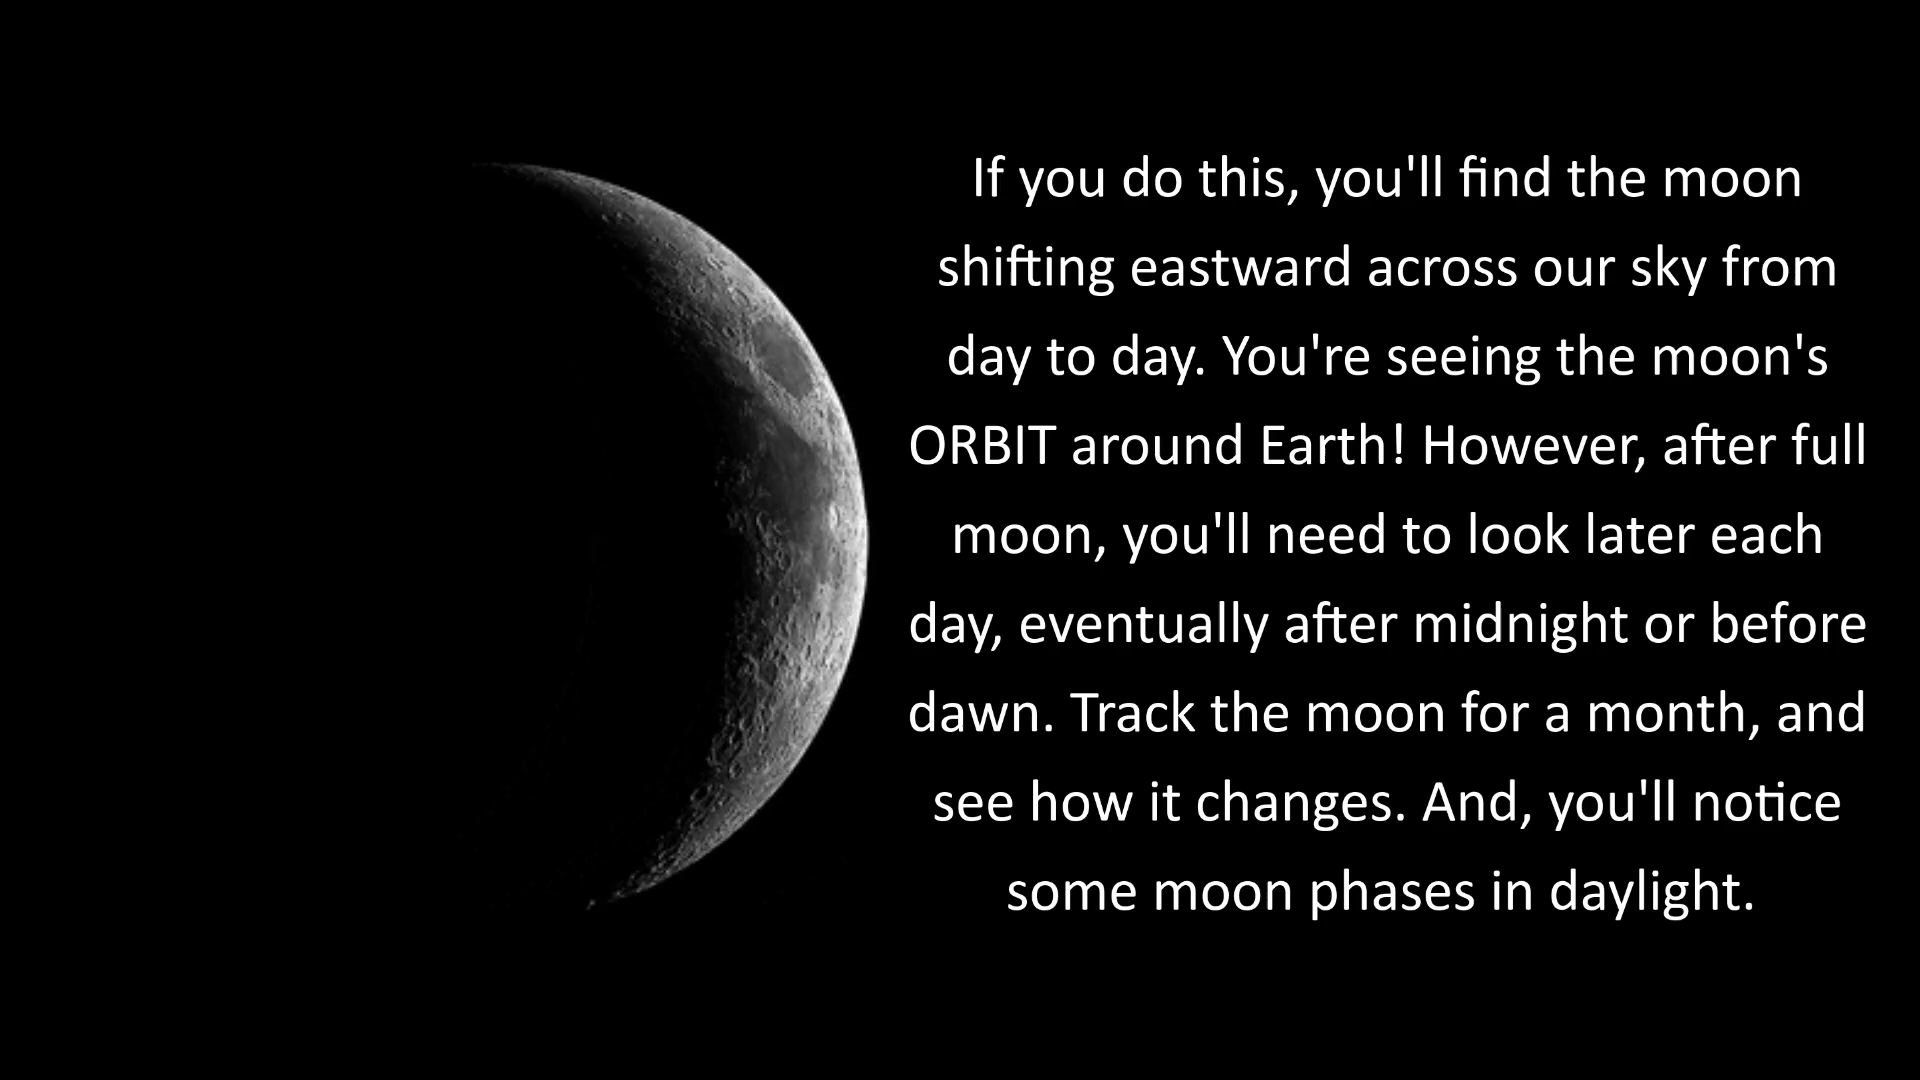 If you do this, you'll find the moon
shifting eastward across our sky from
day to day. You're seeing the moon's
ORBIT around Earth! However, after full
moon, you'll need to look later each
day, eventually after midnight or before
dawn. Track the moon for a month, and
see how it changes. And, you'll notice
some moon phases in daylight.